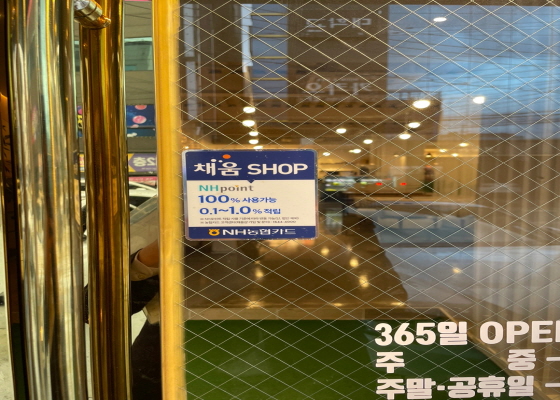 채움 SHOP
NHpoint
100% 사용가능
0.1~1.0% 적립
NH농협카드
365일 OPEN
주 중
주말·공휴일